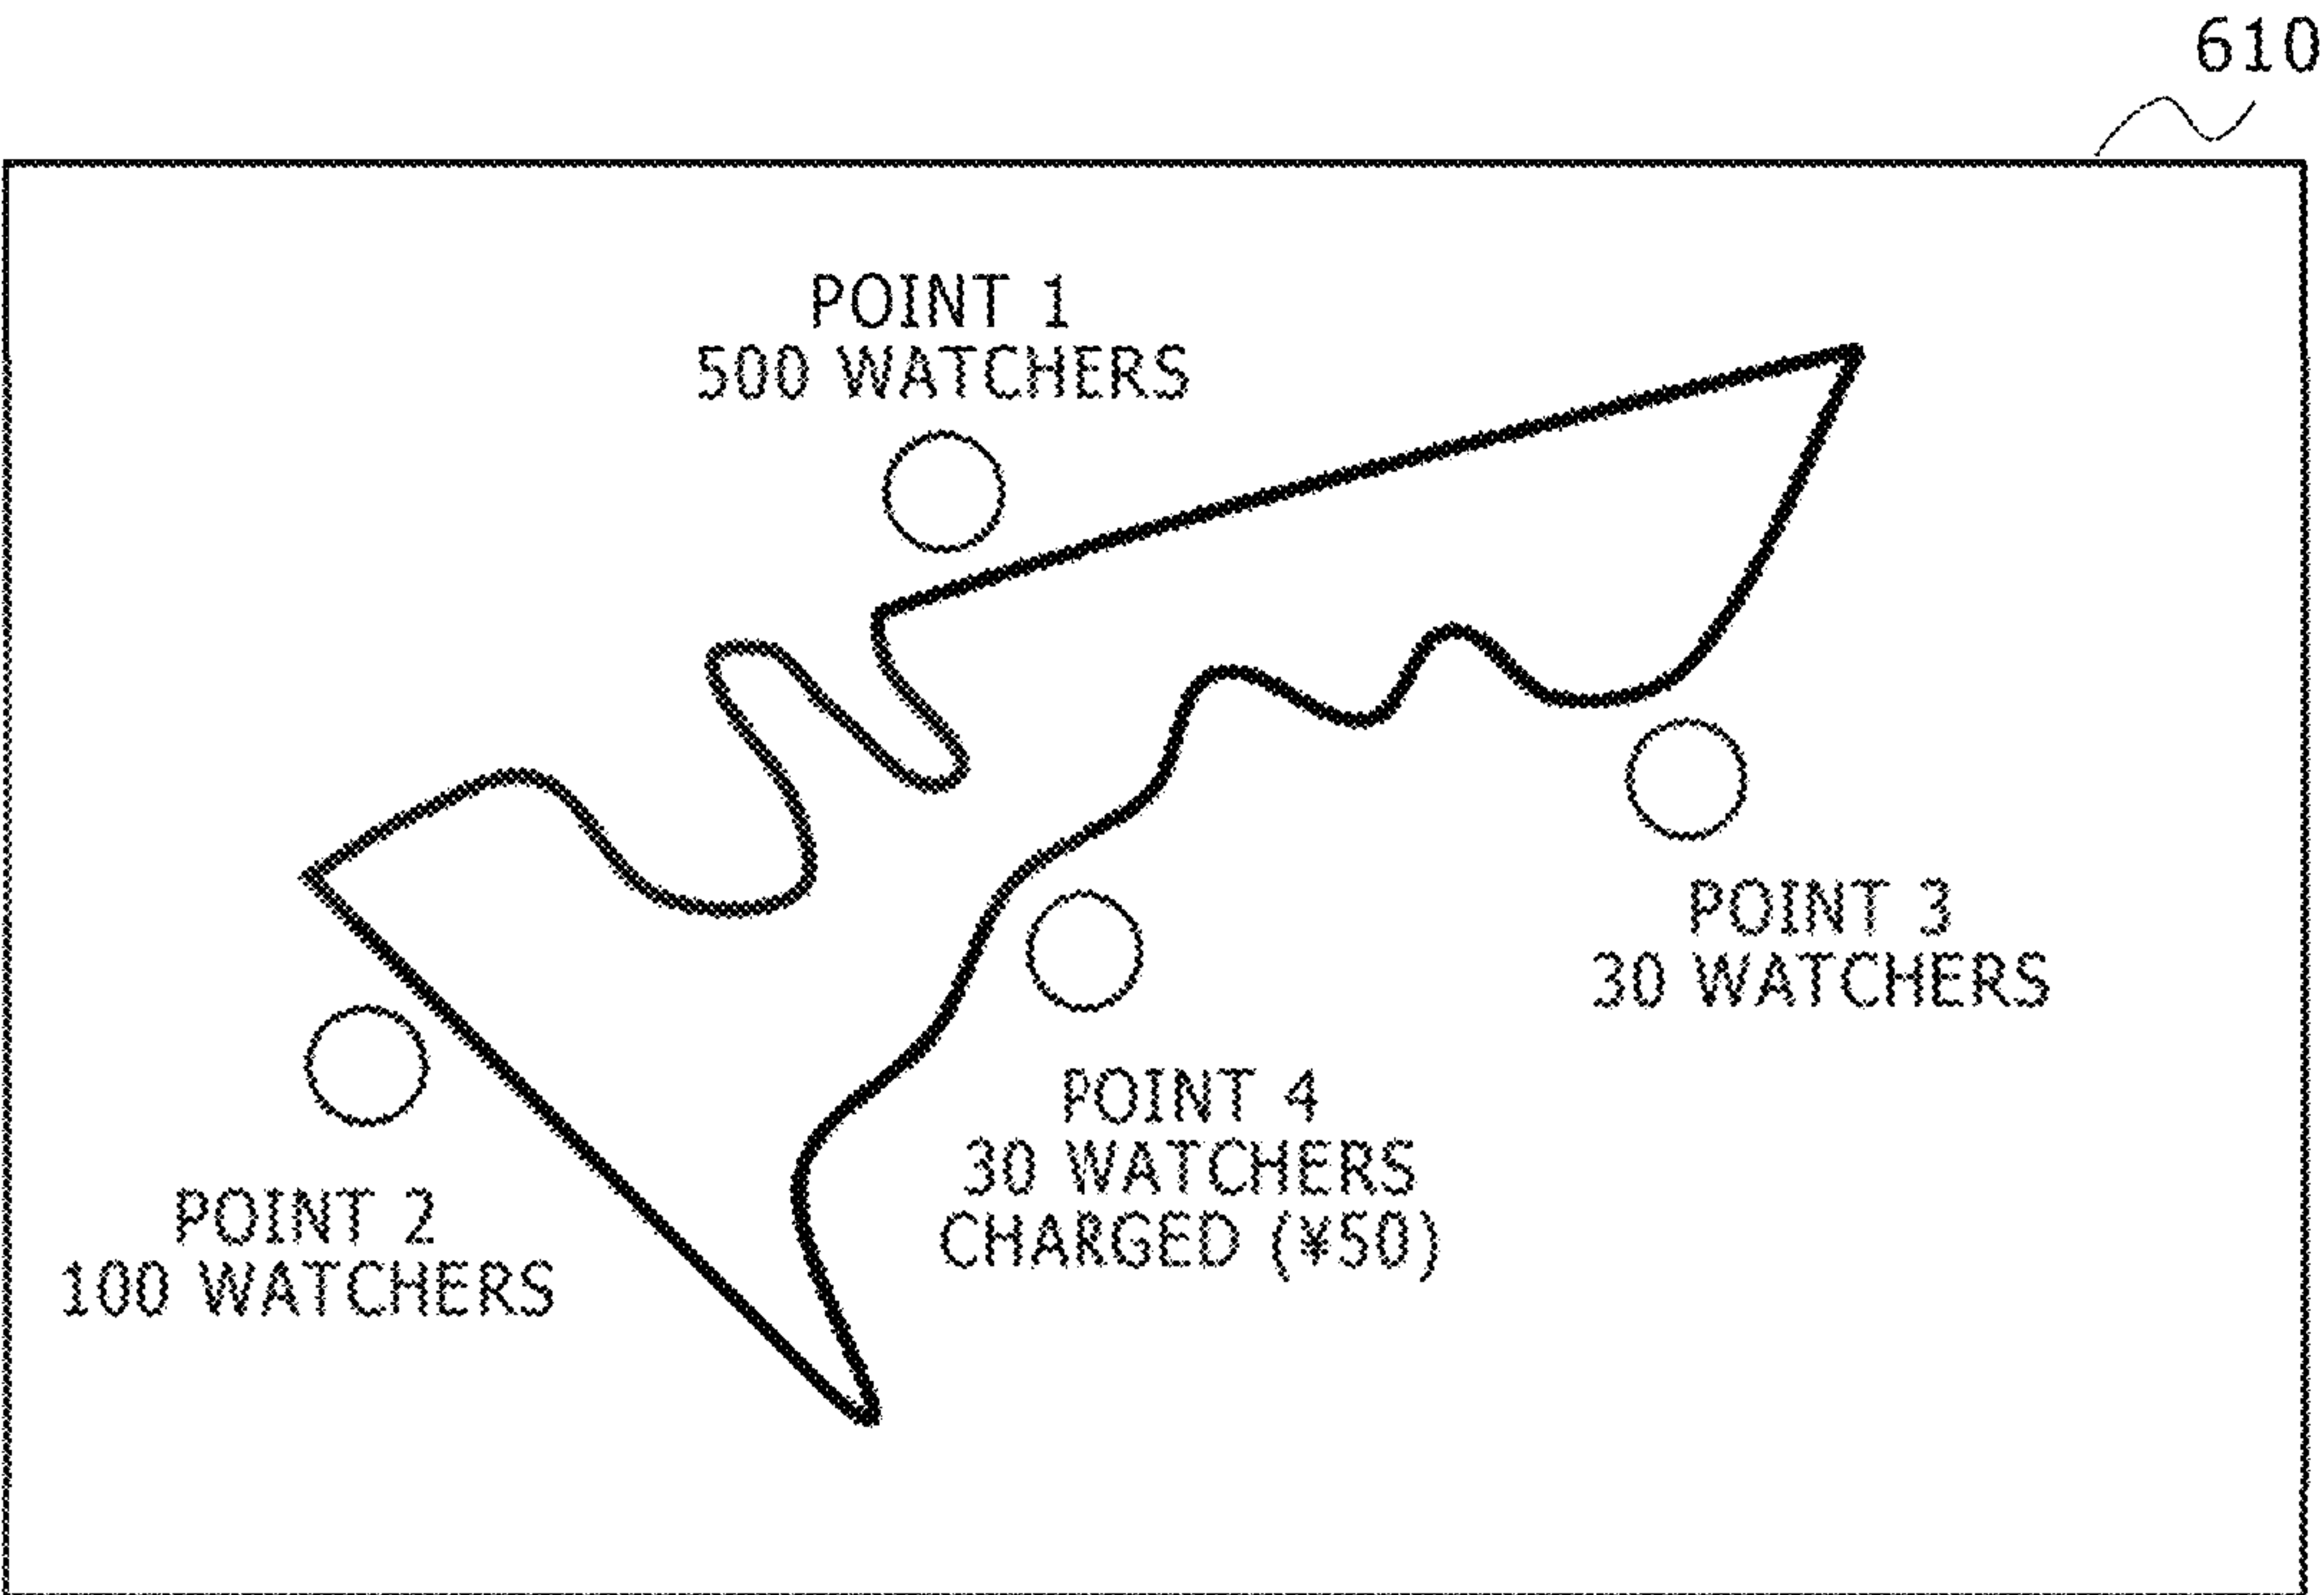 610
POINT 1
500 WATCHERS
POINT 3
30 WATCHERS
POINT 4
30 WATCHERS
CHARGED (¥50)
POINT 2
100 WATCHERS